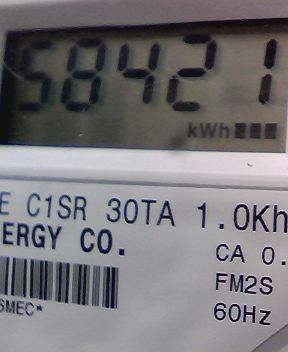 58421
kWh
E C1SR 30TA 1.0Kh
ERGY CO.
CA 0.
FM2S
60Hz
SMEC*